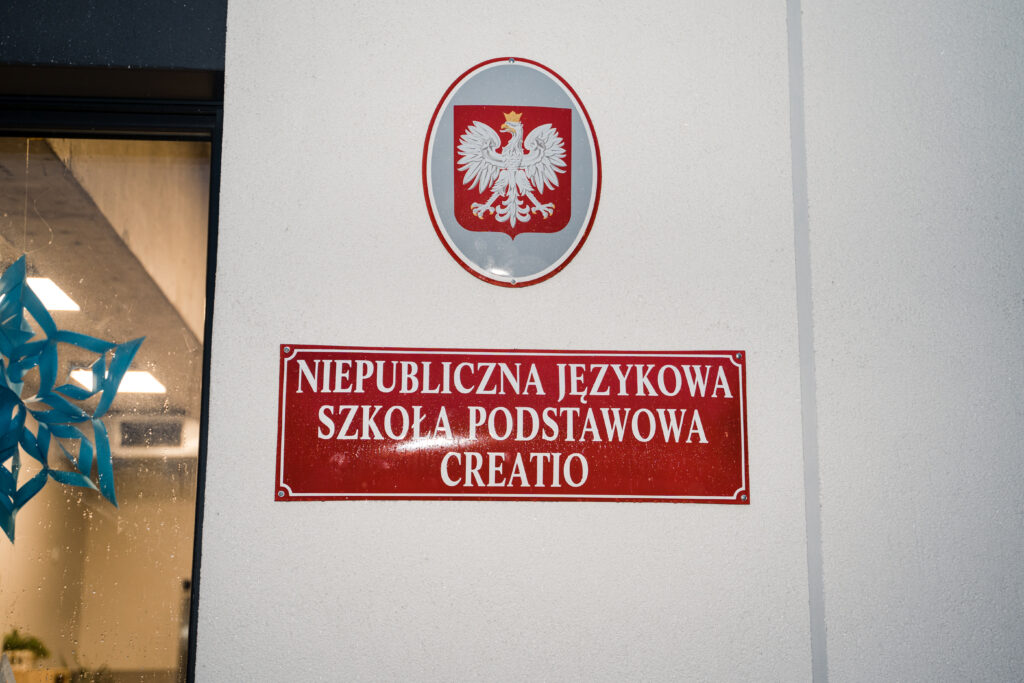 NIEPUBLICZNA JĘZYKOWA
SZKOŁA PODSTAWOWA
CREATIO